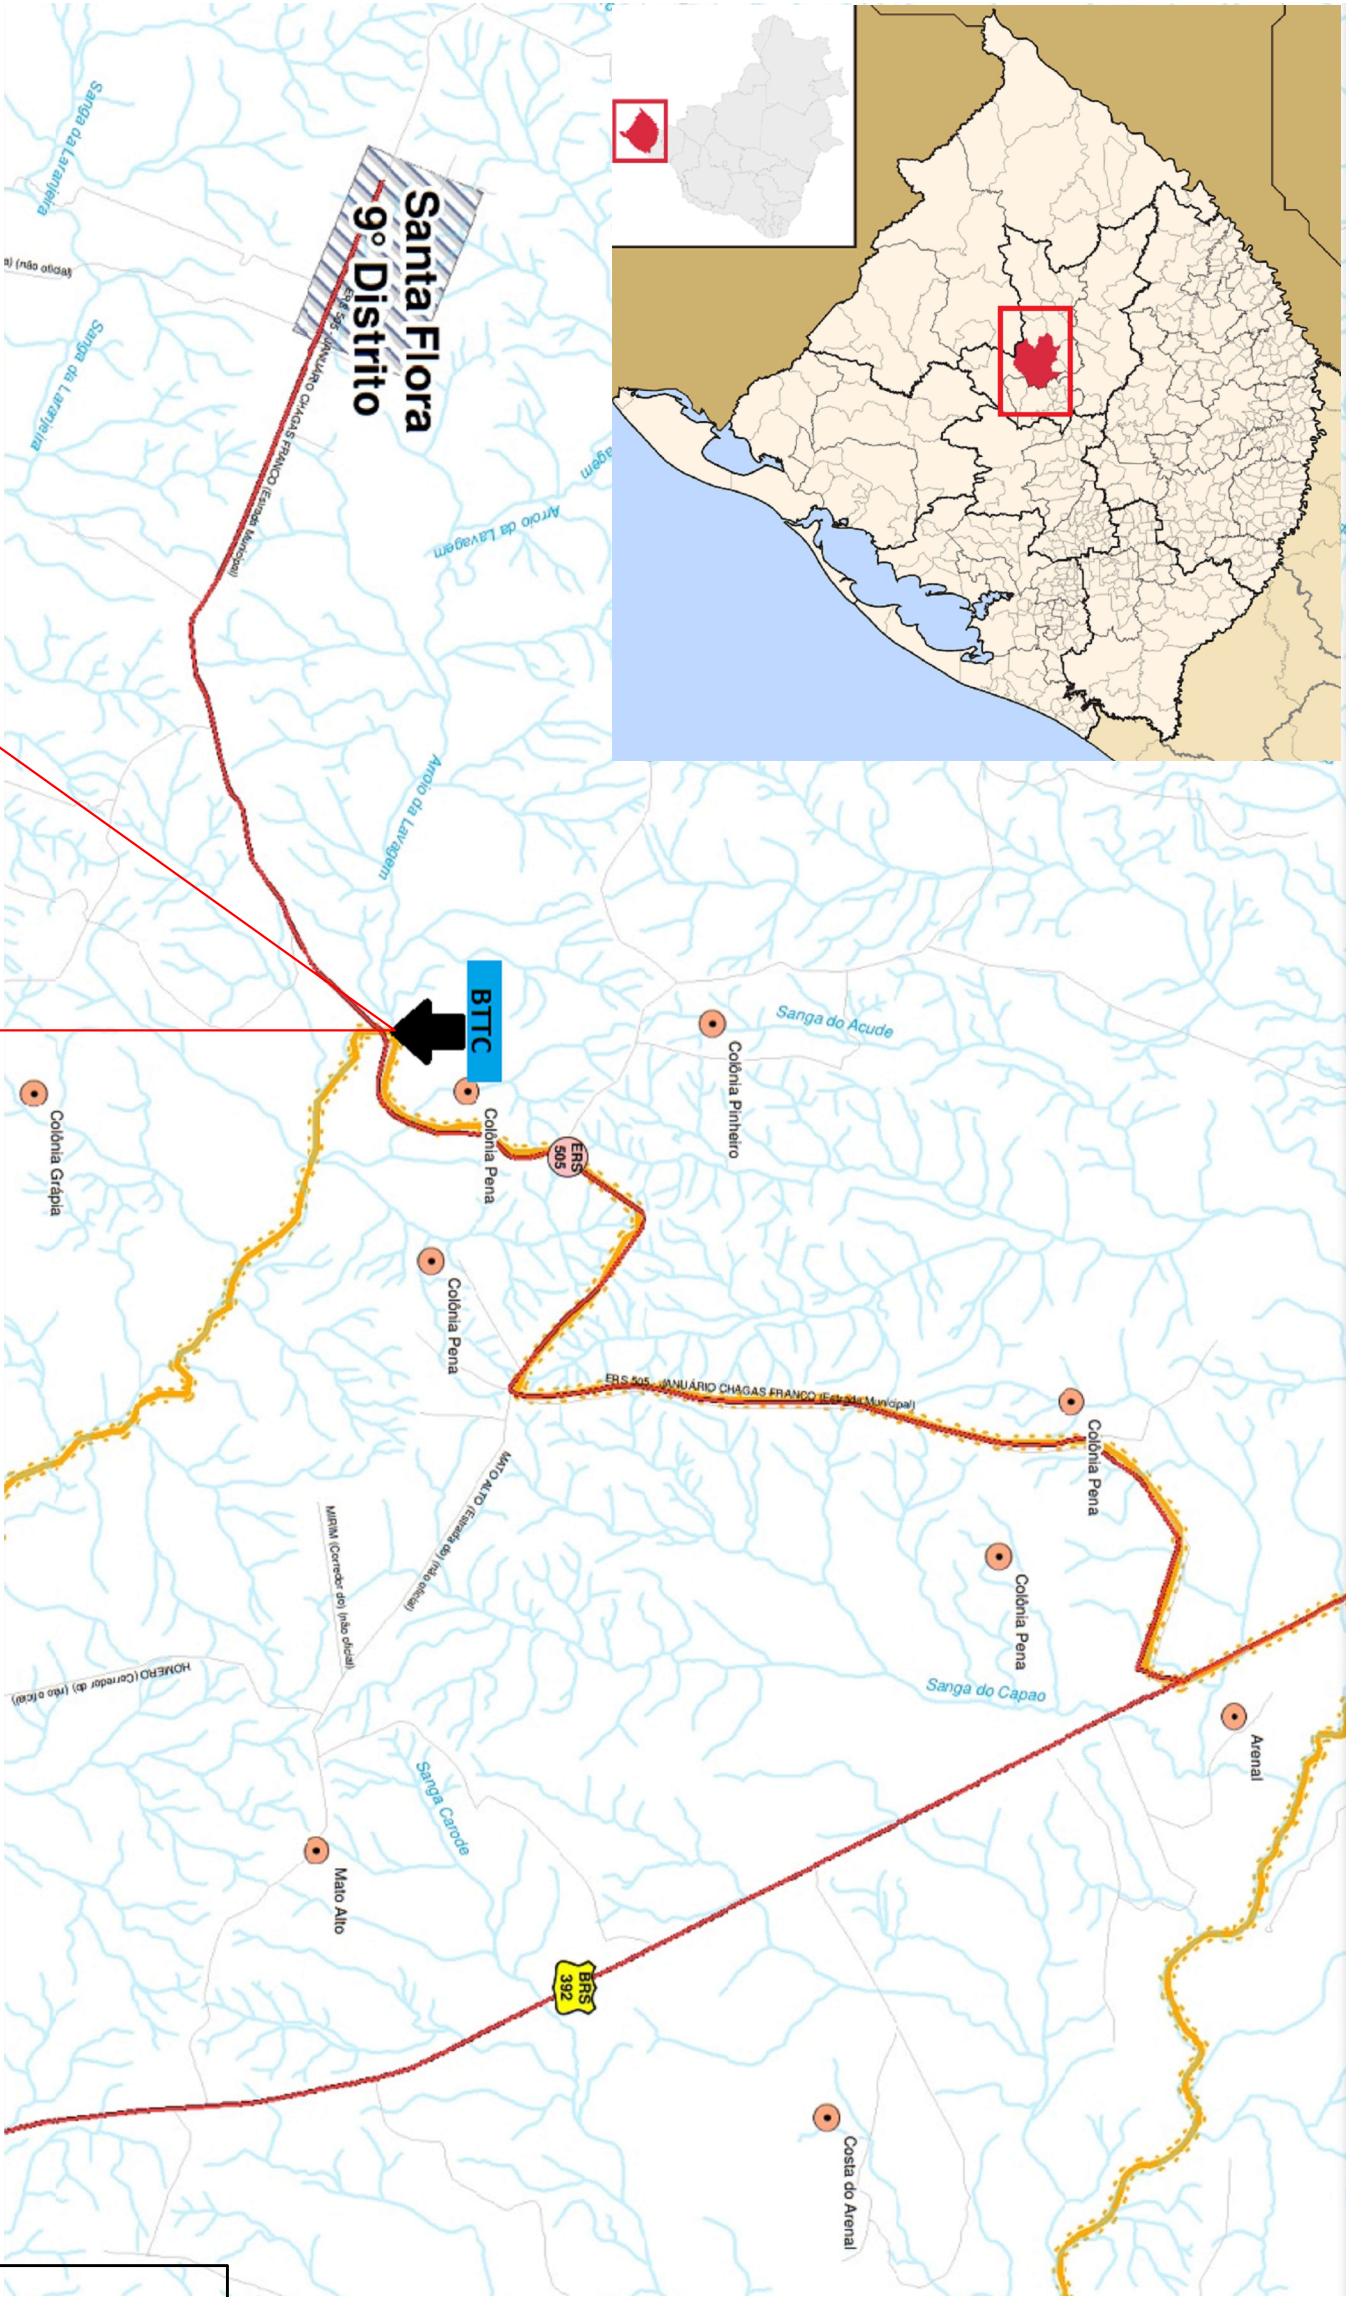 Sanga da Laranjeira
a) (não oficial)
Sanga da Laranjeira
Santa Flora
9º Distrito
ERS 505 JANUÁRIO CHAGAS FRANCO (Estrada Municipal)
agem
Arroio da Lavagem
Arroio da Lavagem
BTTC
Sanga do Acude
Colônia Pinheiro
Colônia Grápia
Colônia Pena
ERS
505
Colônia Pena
ERS 505 JANUÁRIO CHAGAS FRANCO (Estrada Municipal)
Colônia Pena
MATO ALTO (Estrada do) (não oficial)
MIRIM (Corredor do) (não oficial)
Colônia Pena
HOMERO (Corredor do) (não oficial)
Sanga do Capao
Arenal
Sanga Carode
Mato Alto
BRS
392
Costa do Arenal